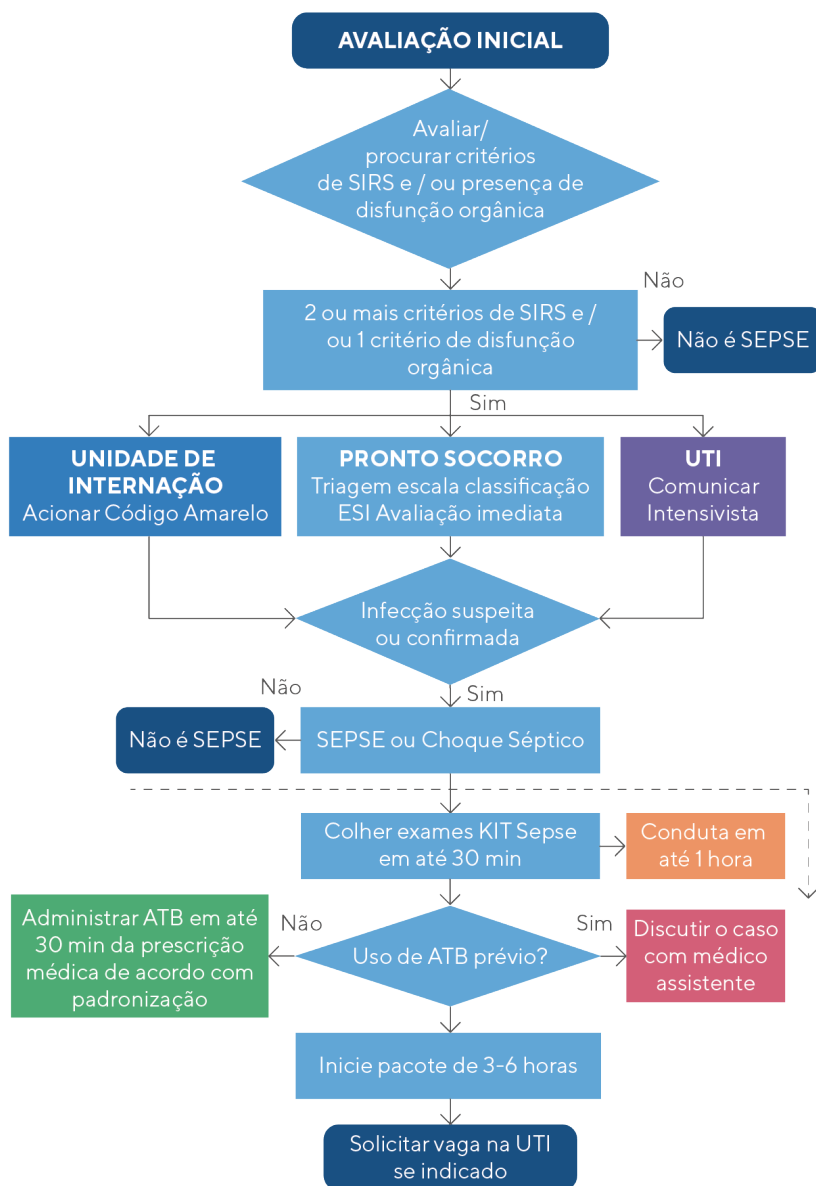 AVALIAÇÃO INICIAL
Avaliar/
procurar critérios
de SIRS e / ou presença de
disfunção orgânica
Não
2 ou mais critérios de SIRS e /
ou 1 critério de disfunção
orgânica
Não é SEPSE
Sim
UNIDADE DE
INTERNAÇÃO
Acionar Código Amarelo
PRONTO SOCORRO
Triagem escala classificação
ESI Avaliação imediata
UTI
Comunicar
Intensivista
Infecção suspeita
ou confirmada
Não
Sim
Não é SEPSE
SEPSE ou Choque Séptico
Colher exames KIT Sepse
em até 30 min
Conduta em
até 1 hora
Administrar ATB em até
30 min da prescrição
médica de acordo com
padronização
Não
Uso de ATB prévio?
Sim
Discutir o caso
com médico
assistente
Inicie pacote de 3-6 horas
Solicitar vaga na UTI
se indicado